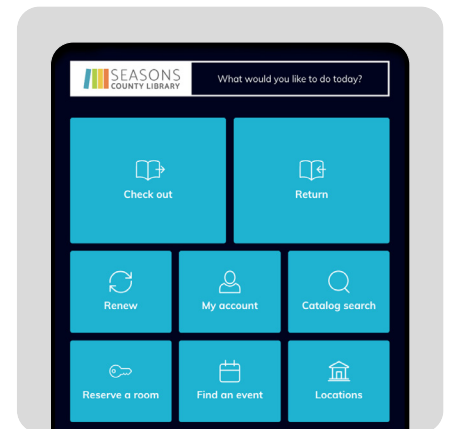 SEASONS
COUNTY LIBRARY
What would you like to do today?
Check out
Return
Renew
My account
Catalog search
Reserve a room
Find an event
Locations